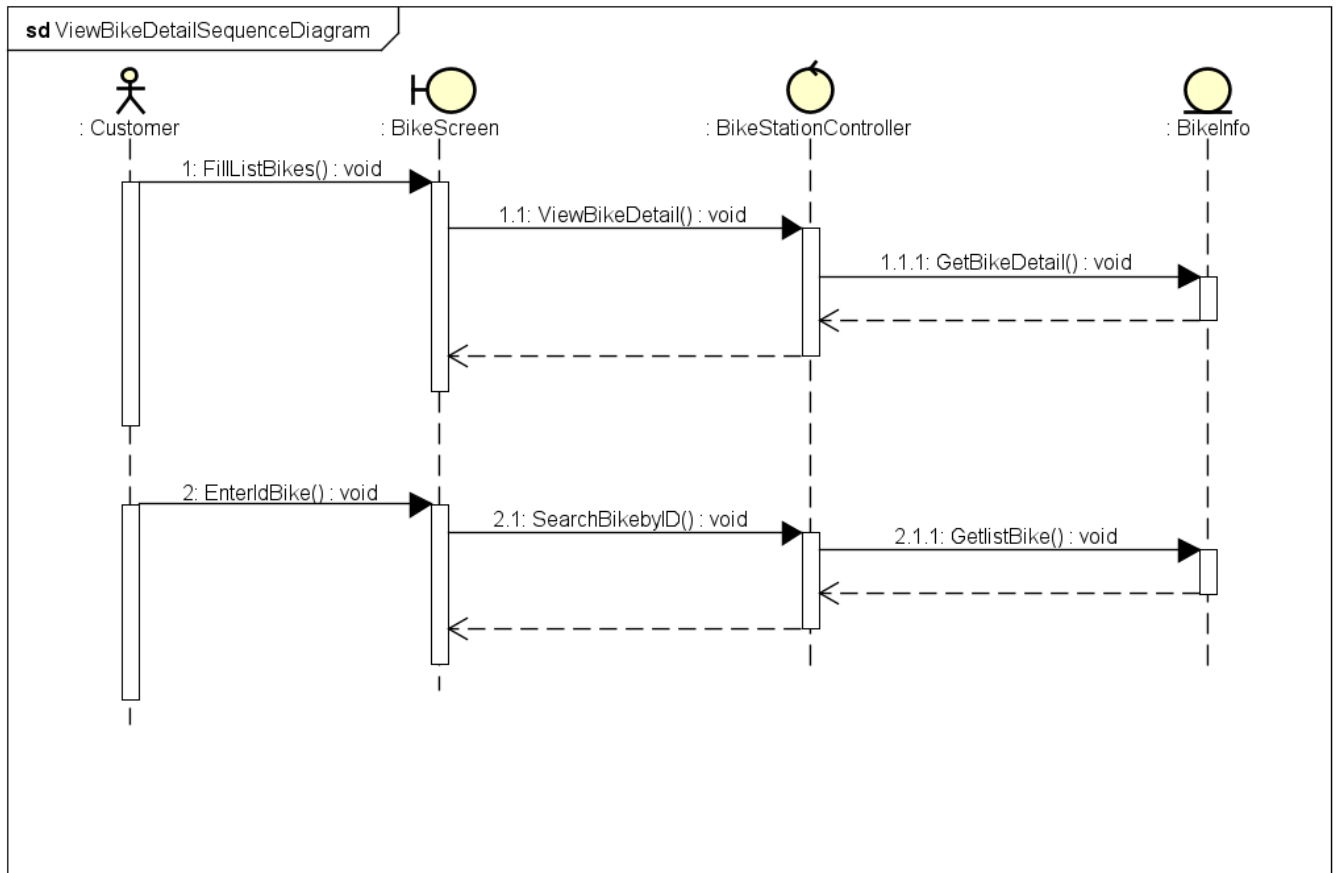 sd ViewBikeDetailSequenceDiagram
: Customer
: BikeScreen
: BikeStationController
: BikeInfo
1: FillListBikes() : void
1.1: ViewBikeDetail() : void
1.1.1: GetBikeDetail() : void
2: EnterIdBike() : void
2.1: SearchBikebyID() : void
2.1.1: GetlistBike() : void